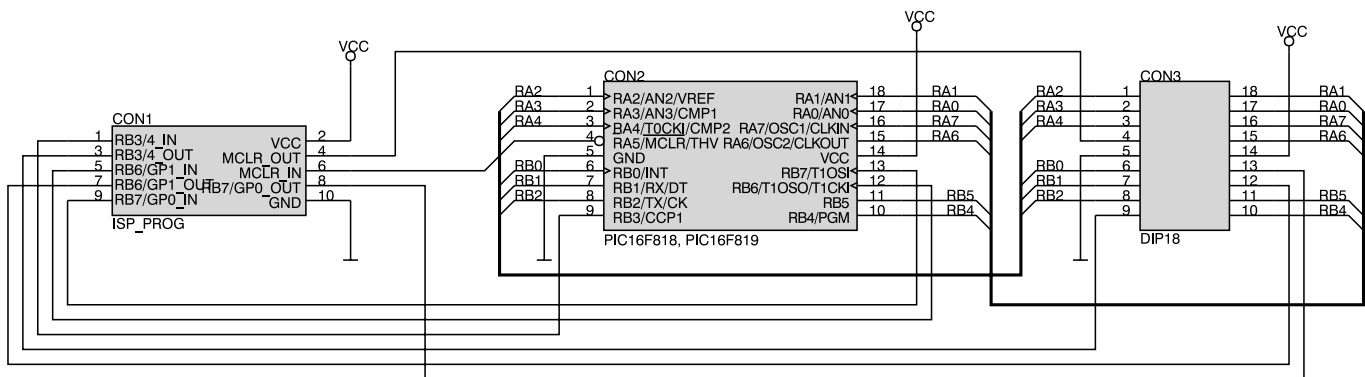 VCC
VCC
VCC
CON1
1 RB3/4_IN VCC 2
3 RB3/4_OUT MCLR_OUT 4
5 RB6/GP1_IN MCLR_IN 6
7 RB6/GP1_OUT RB7/GP0_OUT 8
9 RB7/GP0_IN GND 10
ISP_PROG
CON2
RA2 1 RA2/AN2/VREF RA1/AN1 18 RA1
RA3 2 RA3/AN3/CMP1 RA0/AN0 17 RA0
RA4 3 RA4/T0CKI/CMP2 RA7/OSC1/CLKIN 16 RA7
4 RA5/MCLR/THV RA6/OSC2/CLKOUT 15 RA6
5 GND VCC 14
RB0 6 RB0/INT RB7/T1OSI 13
RB1 7 RB1/RX/DT RB6/T1OSO/T1CKI 12
RB2 8 RB2/TX/CK RB5 11 RB5
9 RB3/CCP1 RB4/PGM 10 RB4
PIC16F818, PIC16F819
CON3
RA2 1 18 RA1
RA3 2 17 RA0
RA4 3 16 RA7
4 15 RA6
5 14
RB0 6 13
RB1 7 12
RB2 8 11 RB5
9 10 RB4
DIP18